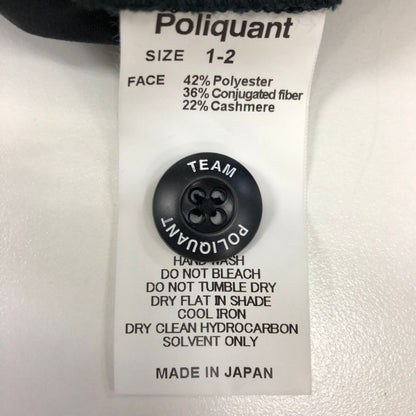 Poliquant
SIZE 1-2
FACE 42% Polyester
36% Conjugated fiber
22% Cashmere
TEAM
POLIQUANT
HAND WASH
DO NOT BLEACH
DO NOT TUMBLE DRY
DRY FLAT IN SHADE
COOL IRON
DRY CLEAN HYDROCARBON
SOLVENT ONLY
MADE IN JAPAN